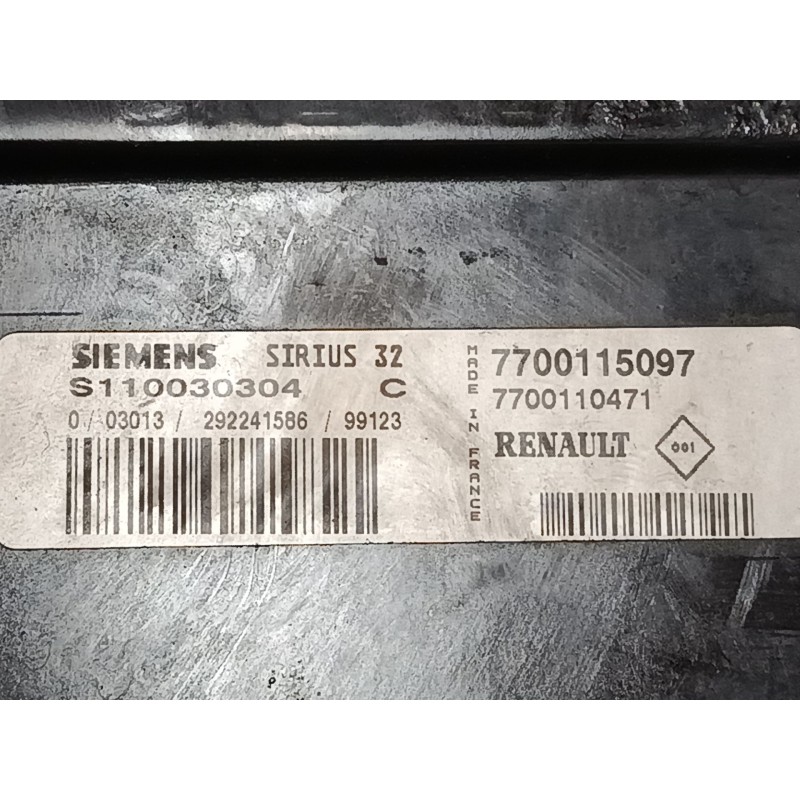 SIEMENS SIRIUS 32
S110030304 C
0 / 03013 / 292241586 / 99123
MADE IN FRANCE
7700115097
7700110471
RENAULT 001